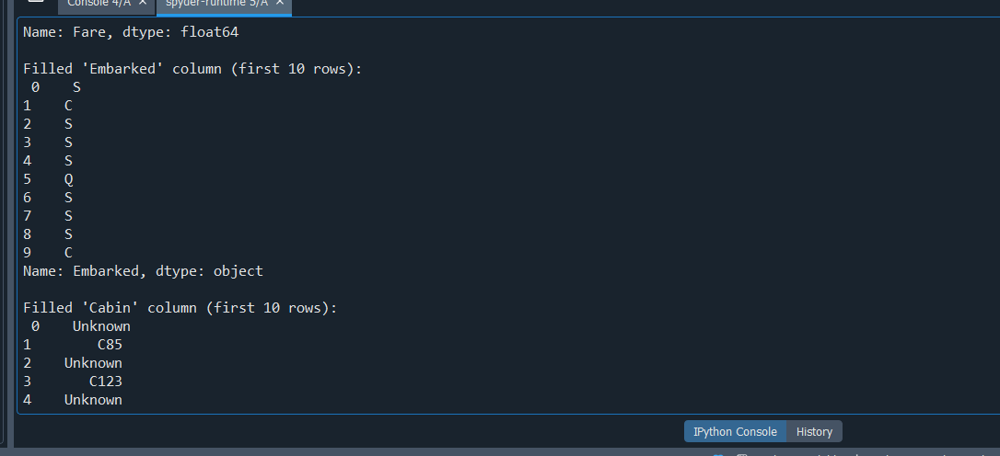 Console 4/A ×
spyder-runtime 5/A ×
Name: Fare, dtype: float64
Filled 'Embarked' column (first 10 rows):
0    S
1    C
2    S
3    S
4    S
5    Q
6    S
7    S
8    S
9    C
Name: Embarked, dtype: object
Filled 'Cabin' column (first 10 rows):
0    Unknown
1        C85
2    Unknown
3       C123
4    Unknown
IPython Console
History